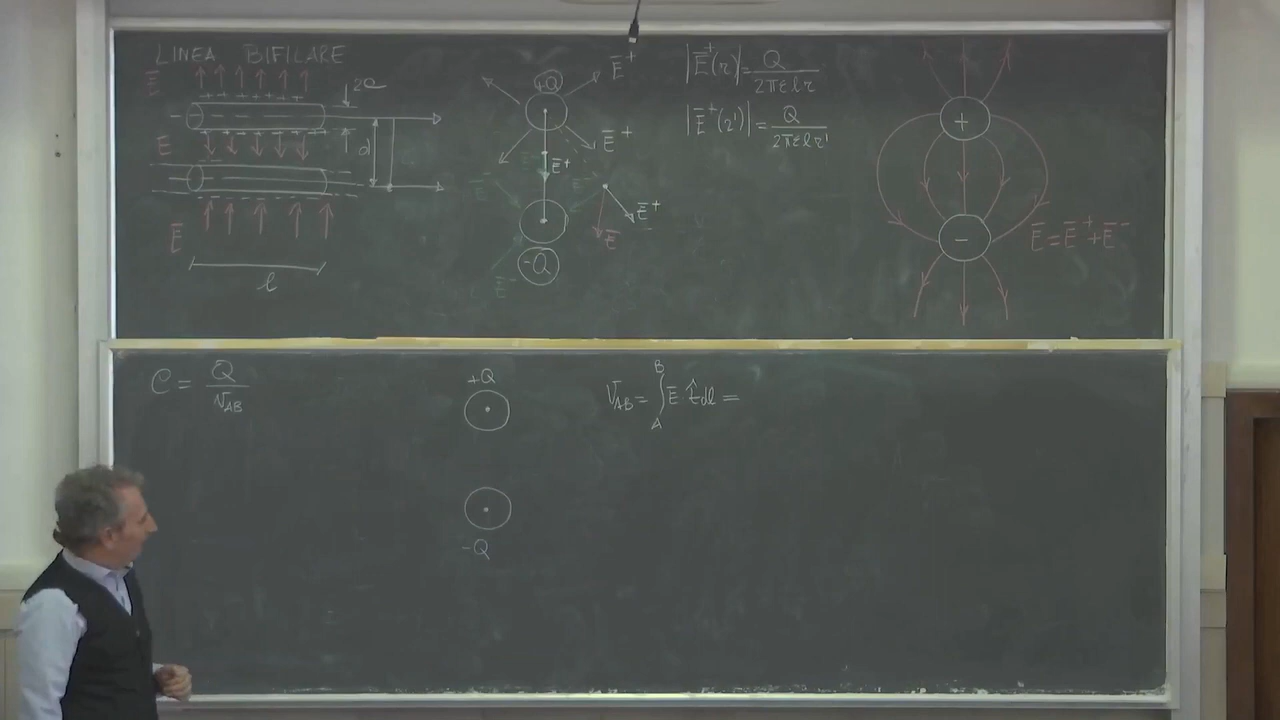 LINEA BIFILARE
E̅
2a
E̅
d
E̅
l
+Q
E̅⁺
E̅⁺
E̅⁺
E̅⁺
E̅
-Q
E̅⁻
|E̅⁺(r)| = Q / 2πεlr
|E̅⁺(r')| = Q / 2πεlr'
+
-
E̅ = E̅⁺ + E̅⁻
C = Q / V_AB
+Q
-Q
V_AB = ∫_A^B E̅ t̂ dl =